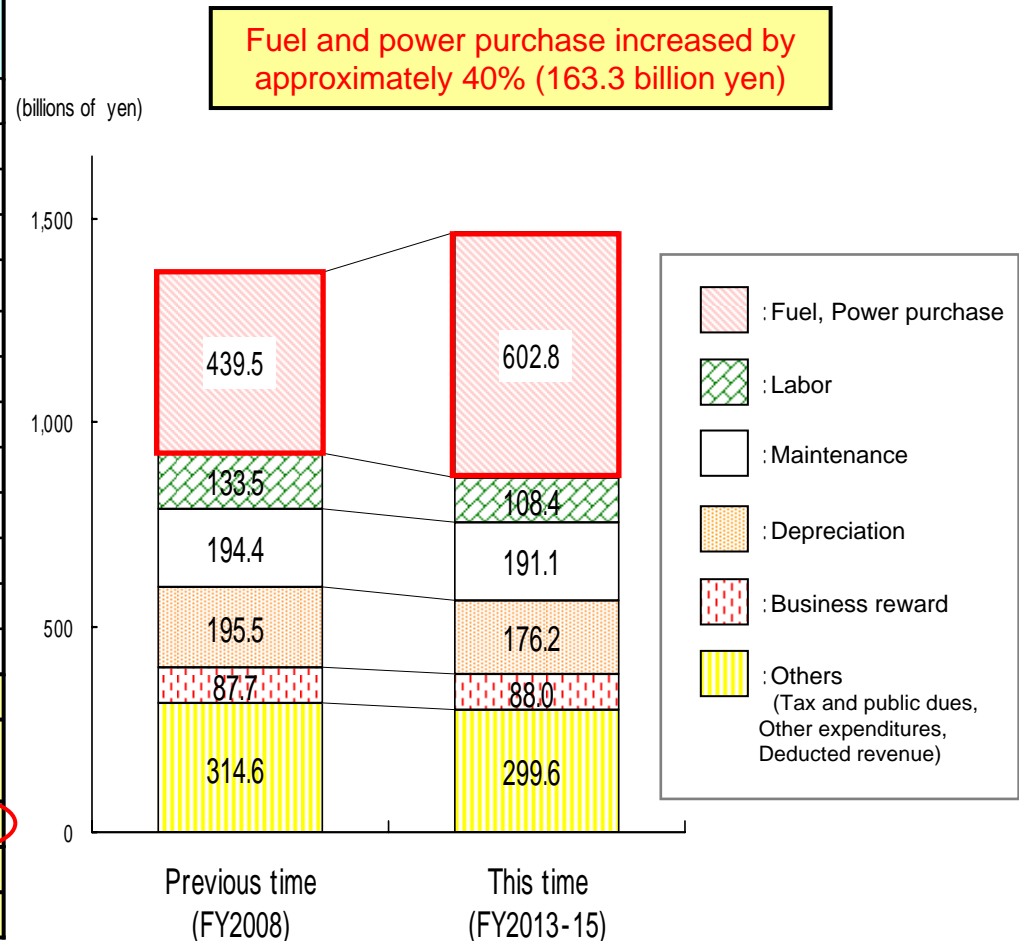 Fuel and power purchase increased by
approximately 40% (163.3 billion yen)
(billions of yen)
1,500
1,000
500
0
439.5
133.5
194.4
195.5
87.7
314.6
602.8
108.4
191.1
176.2
88.0
299.6
Previous time
(FY2008)
This time
(FY2013-15)
: Fuel, Power purchase
: Labor
: Maintenance
: Depreciation
: Business reward
: Others
(Tax and public dues,
Other expenditures,
Deducted revenue)